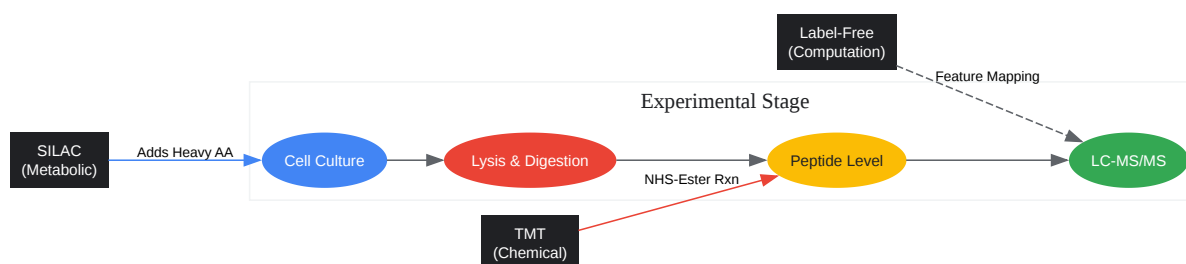 Label-Free
(Computation)
Feature Mapping
Experimental Stage
SILAC
(Metabolic)
Adds Heavy AA
Cell Culture
Lysis & Digestion
Peptide Level
LC-MS/MS
NHS-Ester Rxn
TMT
(Chemical)